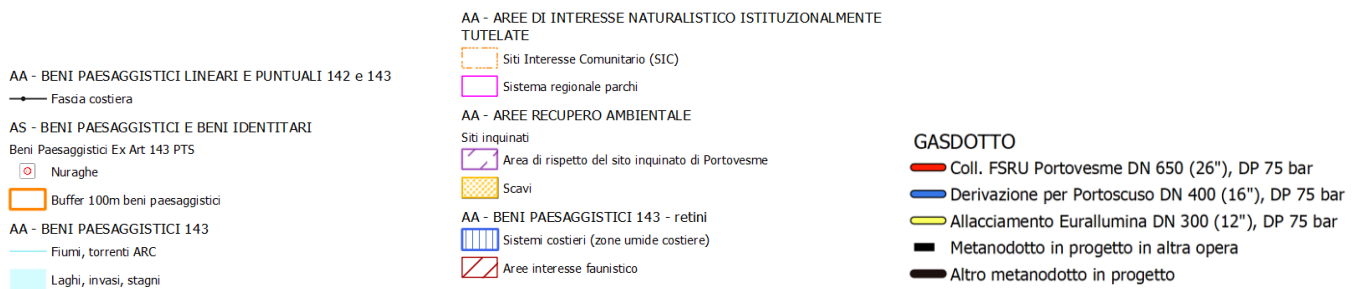 AA - BENI PAESAGGISTICI LINEARI E PUNTUALI 142 e 143
Fascia costiera
AS - BENI PAESAGGISTICI E BENI IDENTITARI
Beni Paesaggistici Ex Art 143 PTS
Nuraghe
Buffer 100m beni paesaggistici
AA - BENI PAESAGGISTICI 143
Fiumi, torrenti ARC
Laghi, invasi, stagni
AA - AREE DI INTERESSE NATURALISTICO ISTITUZIONALMENTE
TUTELATE
Siti Interesse Comunitario (SIC)
Sistema regionale parchi
AA - AREE RECUPERO AMBIENTALE
Siti inquinati
Area di rispetto del sito inquinato di Portovesme
Scavi
AA - BENI PAESAGGISTICI 143 - retini
Sistemi costieri (zone umide costiere)
Aree interesse faunistico
GASDOTTO
Coll. FSRU Portovesme DN 650 (26"), DP 75 bar
Derivazione per Portoscuso DN 400 (16"), DP 75 bar
Allacciamento Eurallumina DN 300 (12"), DP 75 bar
Metanodotto in progetto in altra opera
Altro metanodotto in progetto